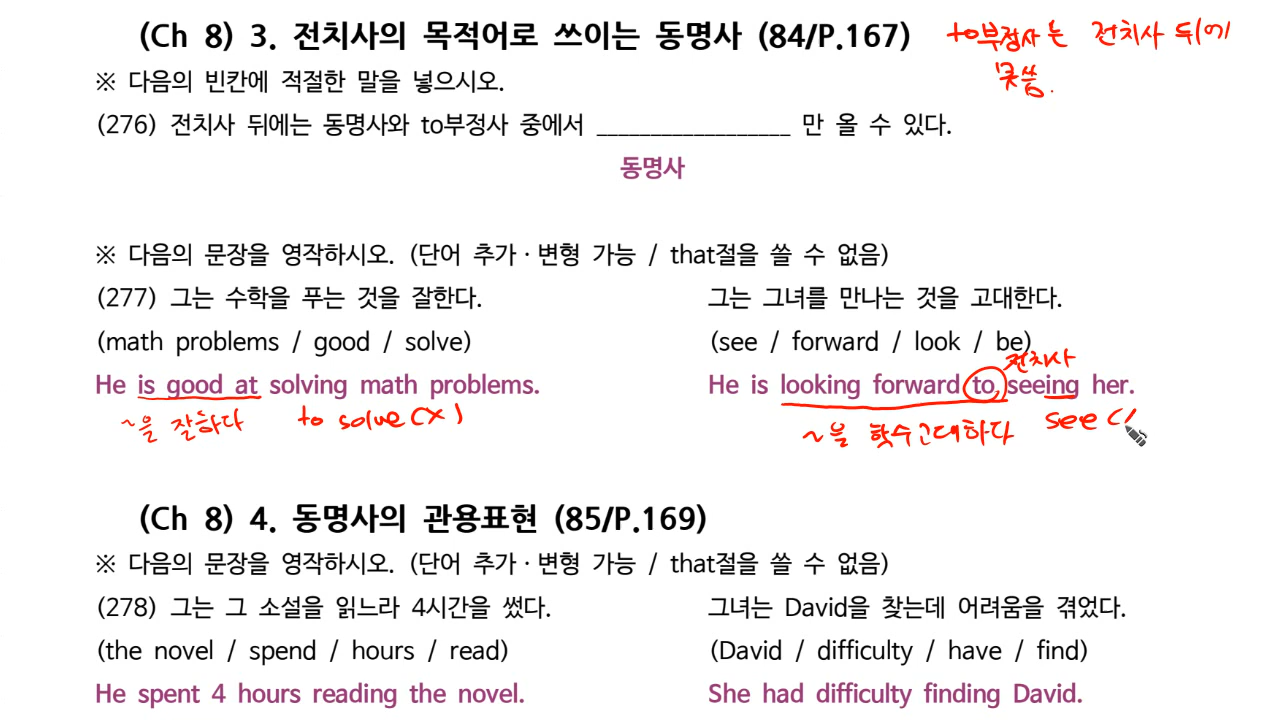 (Ch 8) 3. 전치사의 목적어로 쓰이는 동명사 (84/P.167)
to부정사는 전치사 뒤에
못씀.
※ 다음의 빈칸에 적절한 말을 넣으시오.
(276) 전치사 뒤에는 동명사와 to부정사 중에서 __________________ 만 올 수 있다.
동명사
※ 다음의 문장을 영작하시오. (단어 추가·변형 가능 / that절을 쓸 수 없음)
(277) 그는 수학을 푸는 것을 잘한다. 그는 그녀를 만나는 것을 고대한다.
(math problems / good / solve) (see / forward / look / be)
전치사
He is good at solving math problems. He is looking forward to seeing her.
~을 잘하다 to solve (X) ~을 학수고대하다 see (
(Ch 8) 4. 동명사의 관용표현 (85/P.169)
※ 다음의 문장을 영작하시오. (단어 추가·변형 가능 / that절을 쓸 수 없음)
(278) 그는 그 소설을 읽느라 4시간을 썼다. 그녀는 David을 찾는데 어려움을 겪었다.
(the novel / spend / hours / read) (David / difficulty / have / find)
He spent 4 hours reading the novel. She had difficulty finding David.